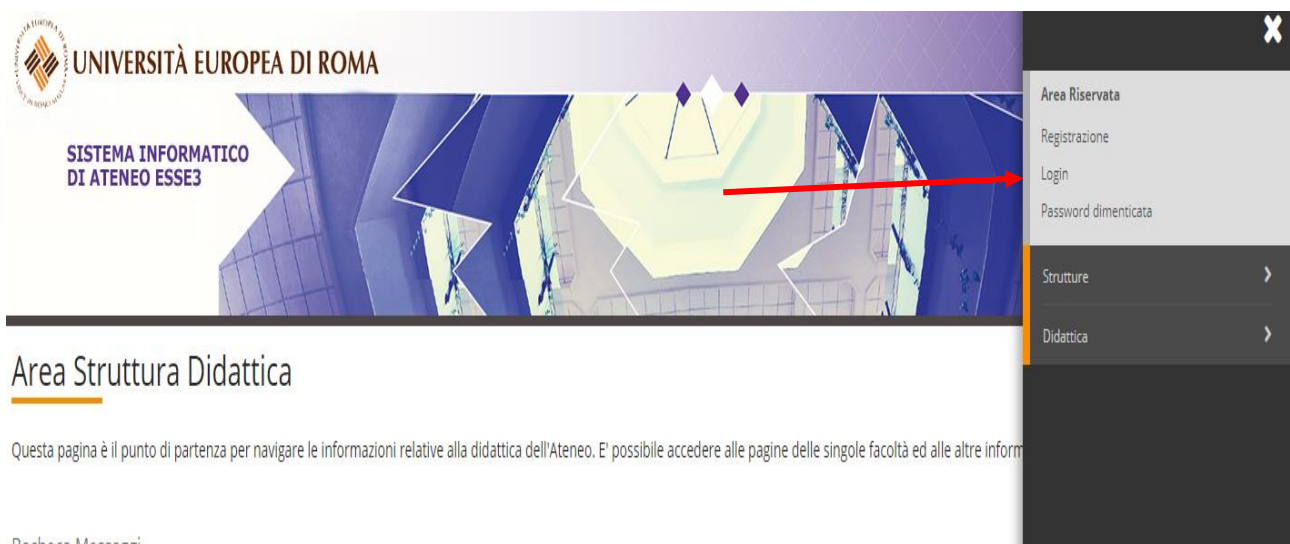 UNIVERSITÀ EUROPEA DI ROMA
SISTEMA INFORMATICO
DI ATENEO ESSE3
Area Riservata
Registrazione
Login
Password dimenticata
Strutture
Didattica
Area Struttura Didattica
Questa pagina è il punto di partenza per navigare le informazioni relative alla didattica dell'Ateneo. E' possibile accedere alle pagine delle singole facoltà ed alle altre inform